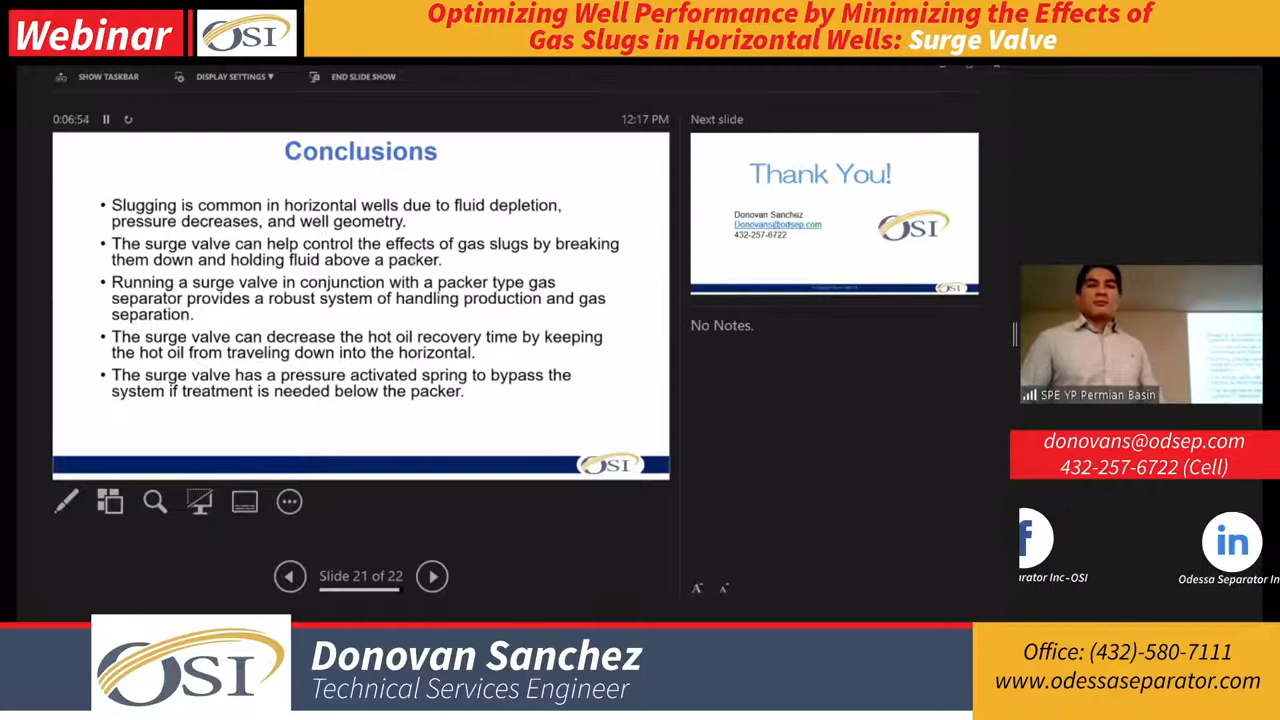 Webinar
OSI
Optimizing Well Performance by Minimizing the Effects of
Gas Slugs in Horizontal Wells: Surge Valve
SHOW TASKBAR
DISPLAY SETTINGS ▼
END SLIDE SHOW
0:06:54
12:17 PM
Conclusions
• Slugging is common in horizontal wells due to fluid depletion,
pressure decreases, and well geometry.
• The surge valve can help control the effects of gas slugs by breaking
them down and holding fluid above a packer.
• Running a surge valve in conjunction with a packer type gas
separator provides a robust system of handling production and gas
separation.
• The surge valve can decrease the hot oil recovery time by keeping
the hot oil from traveling down into the horizontal.
• The surge valve has a pressure activated spring to bypass the
system if treatment is needed below the packer.
OSI
Slide 21 of 22
Next slide
Thank You!
Donovan Sanchez
Donovans@odsep.com
432-257-6722
OSI
OSI
No Notes.
A A
SPE YP Permian Basin
donovans@odsep.com
432-257-6722 (Cell)
f
in
rator Inc-OSI
Odessa Separator In
OSI
Donovan Sanchez
Technical Services Engineer
Office: (432)-580-7111
www.odessaseparator.com